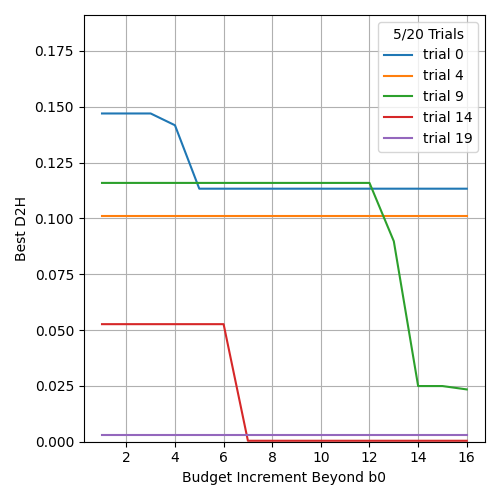 5/20 Trials
trial 0
trial 4
trial 9
trial 14
trial 19
0.175
0.150
0.125
0.100
0.075
0.050
0.025
0.000
Best D2H
2 4 6 8 10 12 14 16
Budget Increment Beyond b0